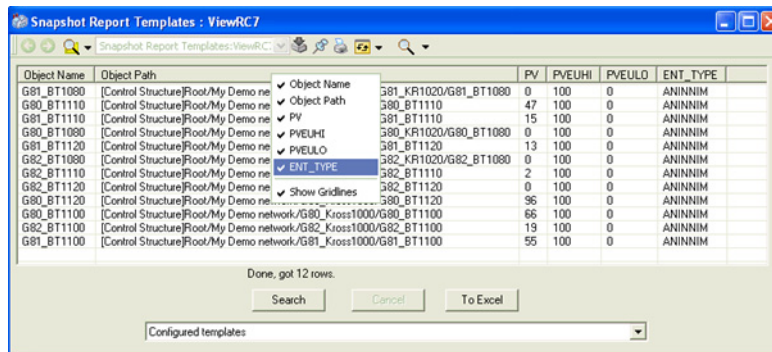 Snapshot Report Templates : ViewRC7
Snapshot Report Templates:ViewRC
Object Name Object Path PV PVEUHI PVEULO ENT_TYPE
G81_BT1080 [Control Structure]Root/My Demo G81_KR1020/G81_BT1080 0 100 0 ANINNIM
G80_BT1110 [Control Structure]Root/My Demo G80_BT1110 47 100 0 ANINNIM
G81_BT1110 [Control Structure]Root/My Demo G81_BT1110 15 100 0 ANINNIM
G80_BT1080 [Control Structure]Root/My Demo G80_KR1020/G80_BT1080 0 100 0 ANINNIM
G81_BT1120 [Control Structure]Root/My Demo G81_BT1120 13 100 0 ANINNIM
G82_BT1080 [Control Structure]Root/My Demo G82_KR1020/G82_BT1080 0 100 0 ANINNIM
G82_BT1110 [Control Structure]Root/My Demo G82_BT1110 2 100 0 ANINNIM
G82_BT1120 [Control Structure]Root/My Demo G82_BT1120 0 100 0 ANINNIM
G80_BT1120 [Control Structure]Root/My Demo network/G80_Kross1000/G80_BT1120 96 100 0 ANINNIM
G80_BT1100 [Control Structure]Root/My Demo network/G80_Kross1000/G80_BT1100 66 100 0 ANINNIM
G82_BT1100 [Control Structure]Root/My Demo network/G82_Kross1000/G82_BT1100 19 100 0 ANINNIM
G81_BT1100 [Control Structure]Root/My Demo network/G81_Kross1000/G81_BT1100 55 100 0 ANINNIM
Object Name
Object Path
PV
PVEUHI
PVEULO
ENT_TYPE
Show Gridlines
Done, got 12 rows.
Search Cancel To Excel
Configured templates